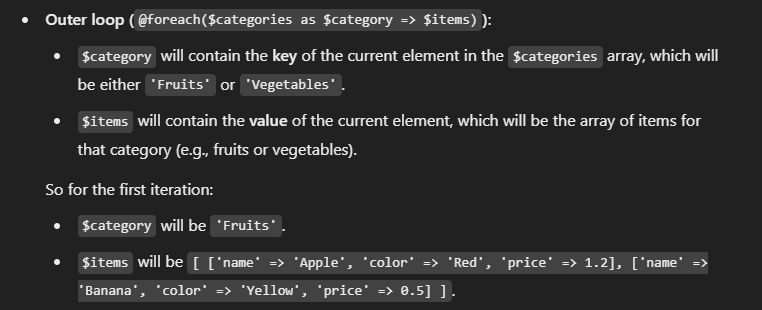 • Outer loop (@foreach($categories as $category => $items)):
• $category will contain the key of the current element in the $categories array, which will
be either 'Fruits' or 'Vegetables'.
• $items will contain the value of the current element, which will be the array of items for
that category (e.g., fruits or vegetables).
So for the first iteration:
• $category will be 'Fruits'.
• $items will be [ ['name' => 'Apple', 'color' => 'Red', 'price' => 1.2], ['name' =>
'Banana', 'color' => 'Yellow', 'price' => 0.5] ].